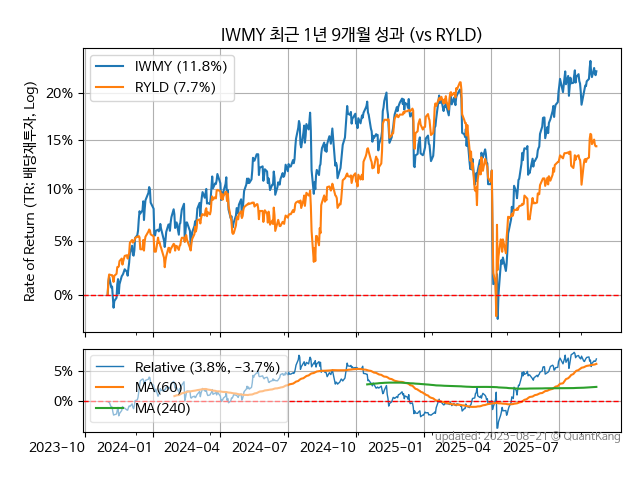 IWMY 최근 1년 9개월 성과 (vs RYLD)
IWMY (11.8%)
RYLD (7.7%)
Rate of Return (TR: 배당재투자, Log)
20%
15%
10%
5%
0%
Relative (3.8%, −3.7%)
MA(60)
MA(240)
5%
0%
2023-10 2024-01 2024-04 2024-07 2024-10 2025-01 2025-04 2025-07
updated: 2025-08-21 © QuantKang